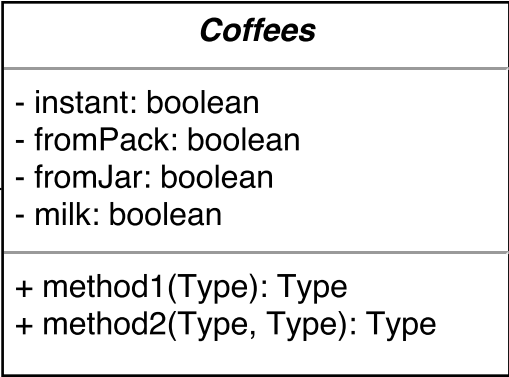 Coffees
- instant: boolean
- fromPack: boolean
- fromJar: boolean
- milk: boolean
+ method1(Type): Type
+ method2(Type, Type): Type